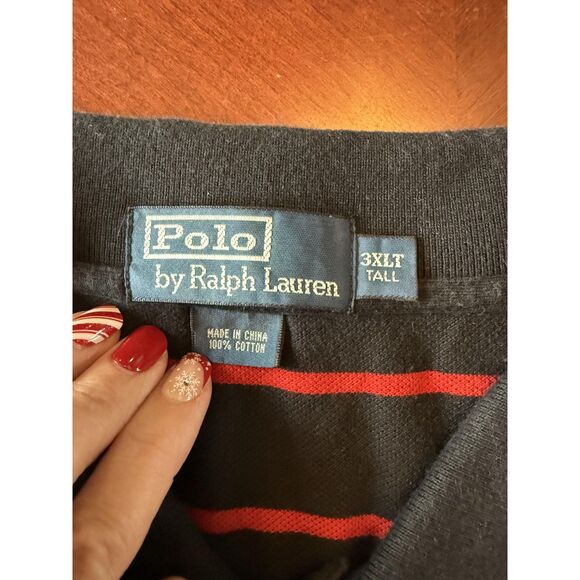 Polo
by Ralph Lauren
3XLT
TALL
MADE IN CHINA
100% COTTON